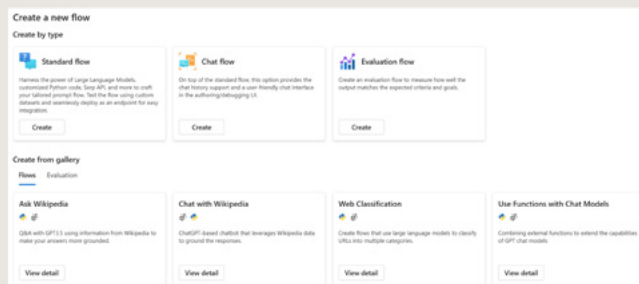 Create a new flow
Create by type
Standard flow
Harness the power of Large Language Models,
customized Python code, Serp API, and more to craft
your tailored prompt flow. Test the flow using custom
datasets and seamlessly deploy as an endpoint for easy
integration.
Create
Chat flow
On top of the standard flow, this option provides the
chat history support and a user-friendly chat interface
in the authoring/debugging UI.
Create
Evaluation flow
Create an evaluation flow to measure how well the
output matches the expected criteria and goals.
Create
Create from gallery
Flows Evaluation
Ask Wikipedia
Q&A with GPT3.5 using information from Wikipedia to
make your answers more grounded.
View detail
Chat with Wikipedia
ChatGPT-based chatbot that leverages Wikipedia data
to ground the responses.
View detail
Web Classification
Create flows that use large language models to classify
URLs into multiple categories.
View detail
Use Functions with Chat Models
Combining external functions to extend the capabilities
of GPT chat models
View detail